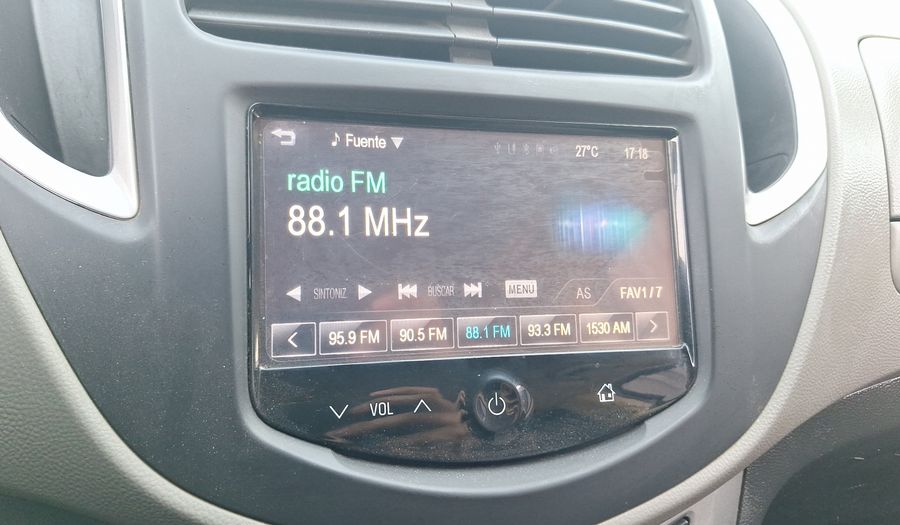 Fuente
27°C 17:18
radio FM
88.1 MHz
SINTONIZ BUSCAR MENÚ AS FAV1/7
95.9 FM 90.5 FM 88.1 FM 93.3 FM 1530 AM
VOL